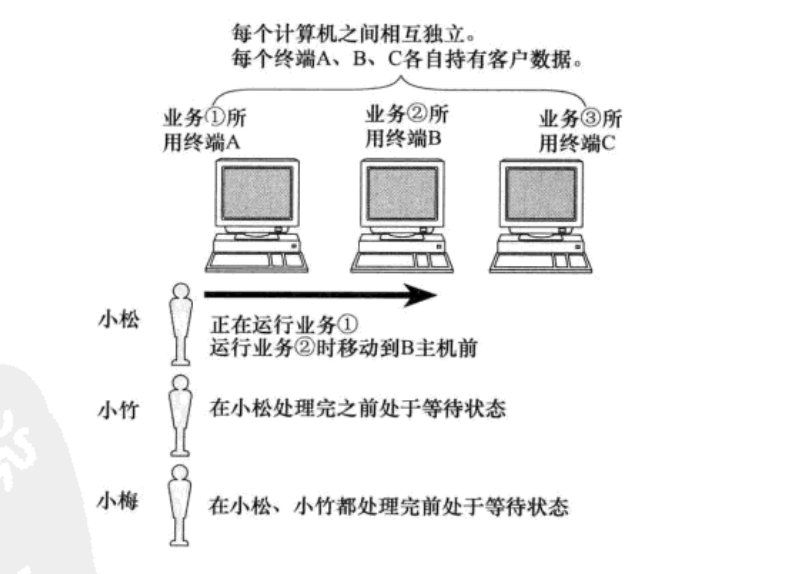 每个计算机之间相互独立。
每个终端A、B、C各自持有客户数据。
业务①所
用终端A
业务②所
用终端B
业务③所
用终端C
小松
正在运行业务①
运行业务②时移动到B主机前
小竹
在小松处理完之前处于等待状态
小梅
在小松、小竹都处理完前处于等待状态